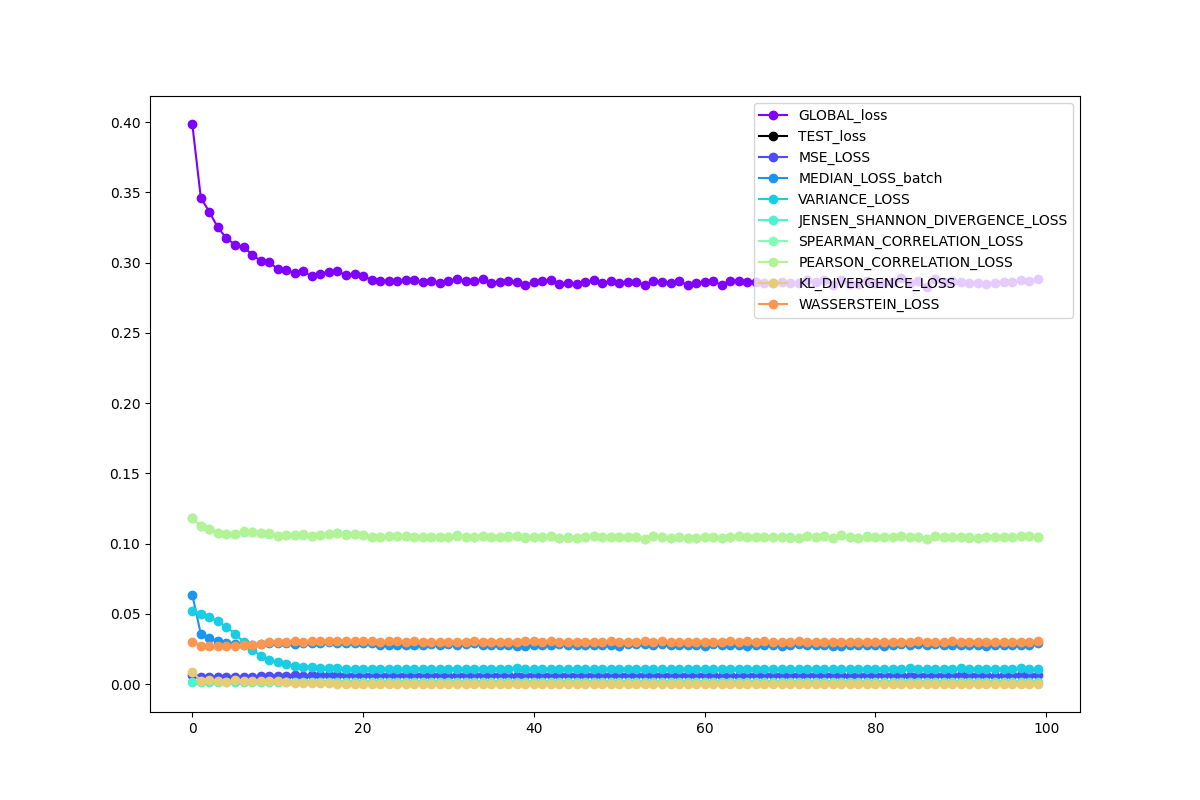 0.40
0.35
0.30
0.25
0.20
0.15
0.10
0.05
0.00
0
20
40
60
80
100
GLOBAL_loss
TEST_loss
MSE_LOSS
MEDIAN_LOSS_batch
VARIANCE_LOSS
JENSEN_SHANNON_DIVERGENCE_LOSS
SPEARMAN_CORRELATION_LOSS
PEARSON_CORRELATION_LOSS
KL_DIVERGENCE_LOSS
WASSERSTEIN_LOSS